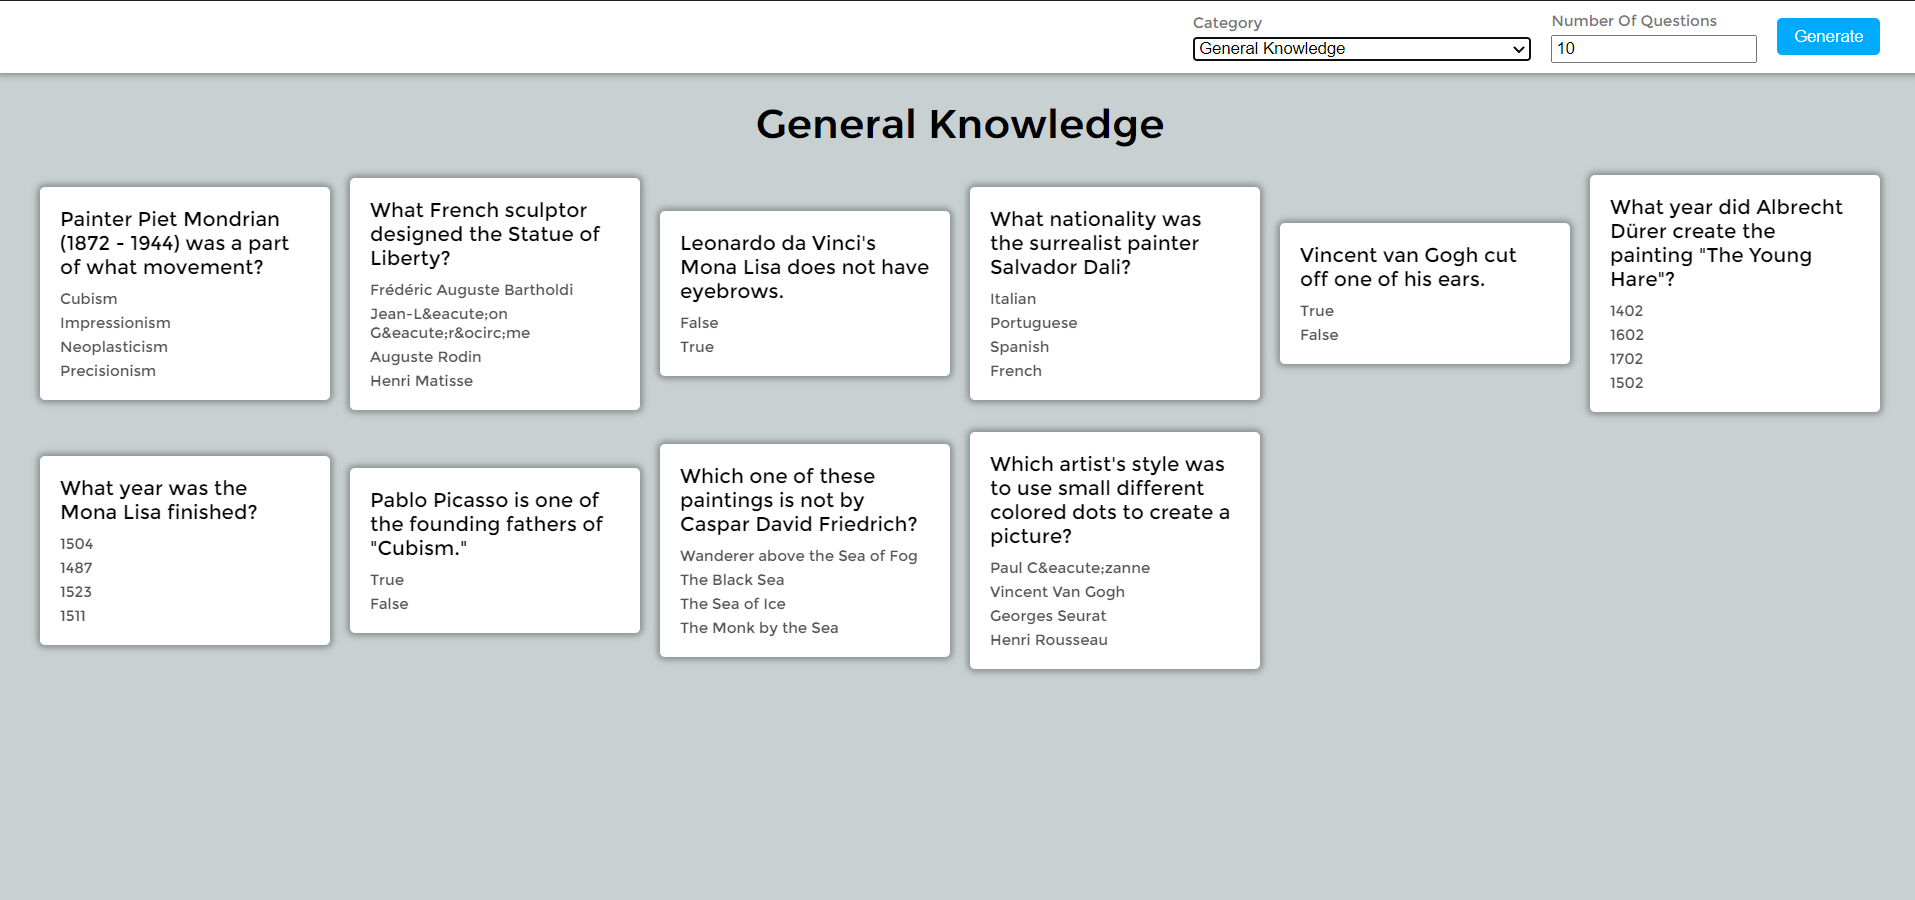 Category
General Knowledge
Number Of Questions
10
Generate
General Knowledge
Painter Piet Mondrian
(1872 - 1944) was a part
of what movement?
Cubism
Impressionism
Neoplasticism
Precisionism
What French sculptor
designed the Statue of
Liberty?
Frédéric Auguste Bartholdi
Jean-L&eacute;on
G&eacute;r&ocirc;me
Auguste Rodin
Henri Matisse
Leonardo da Vinci's
Mona Lisa does not have
eyebrows.
False
True
What nationality was
the surrealist painter
Salvador Dali?
Italian
Portuguese
Spanish
French
Vincent van Gogh cut
off one of his ears.
True
False
What year did Albrecht
Dürer create the
painting "The Young
Hare"?
1402
1602
1702
1502
What year was the
Mona Lisa finished?
1504
1487
1523
1511
Pablo Picasso is one of
the founding fathers of
"Cubism."
True
False
Which one of these
paintings is not by
Caspar David Friedrich?
Wanderer above the Sea of Fog
The Black Sea
The Sea of Ice
The Monk by the Sea
Which artist's style was
to use small different
colored dots to create a
picture?
Paul C&eacute;zanne
Vincent Van Gogh
Georges Seurat
Henri Rousseau